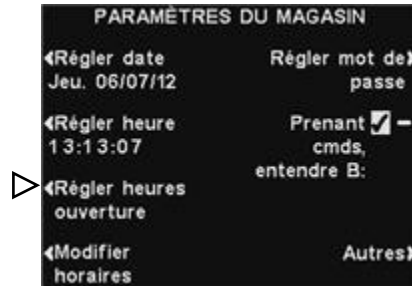 PARAMÈTRES DU MAGASIN
Régler date
Jeu. 06/07/12
Régler heure
13:13:07
Régler heures
ouverture
Modifier
horaires
Régler mot de
passe
Prenant
cmds,
entendre B:
Autres